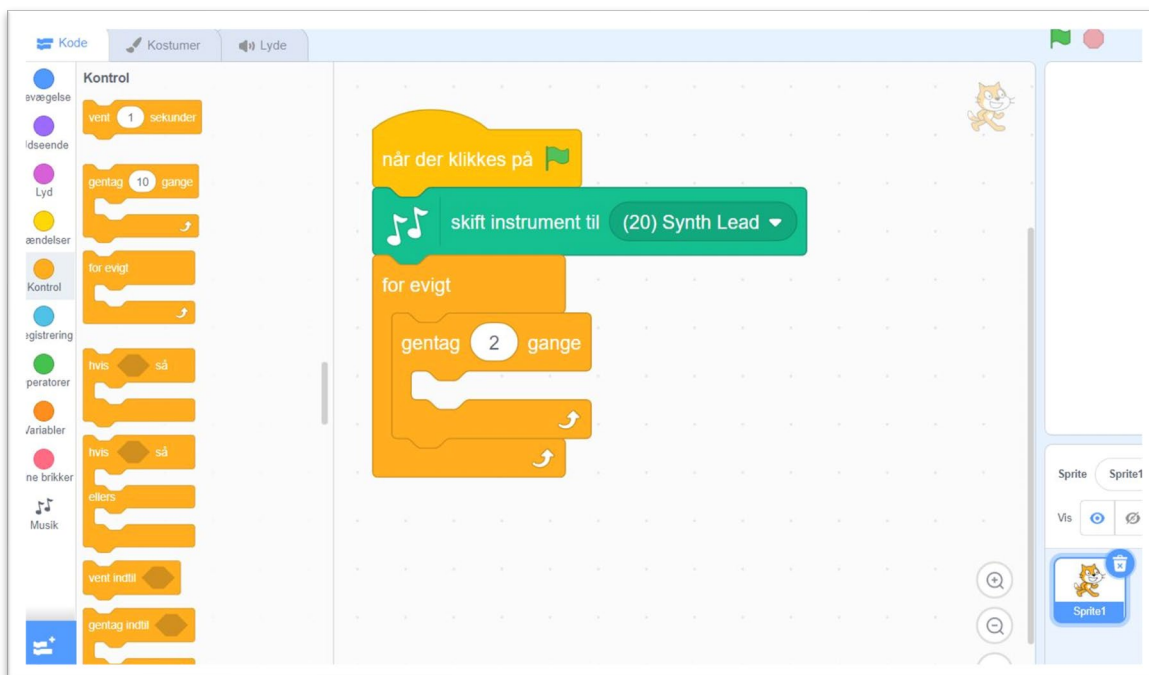 Kode
Kostumer
Lyde
Kontrol
evægelse
vent 1 sekunder
dseende
gentag 10 gange
Lyd
ændelser
for evigt
Kontrol
egistrering
hvis så
peratorer
Variabler
hvis så
ne brikker
ellers
Musik
vent indtil
gentag indtil
når der klikkes på
skift instrument til (20) Synth Lead
for evigt
gentag 2 gange
Sprite Sprite1
Vis
Sprite1